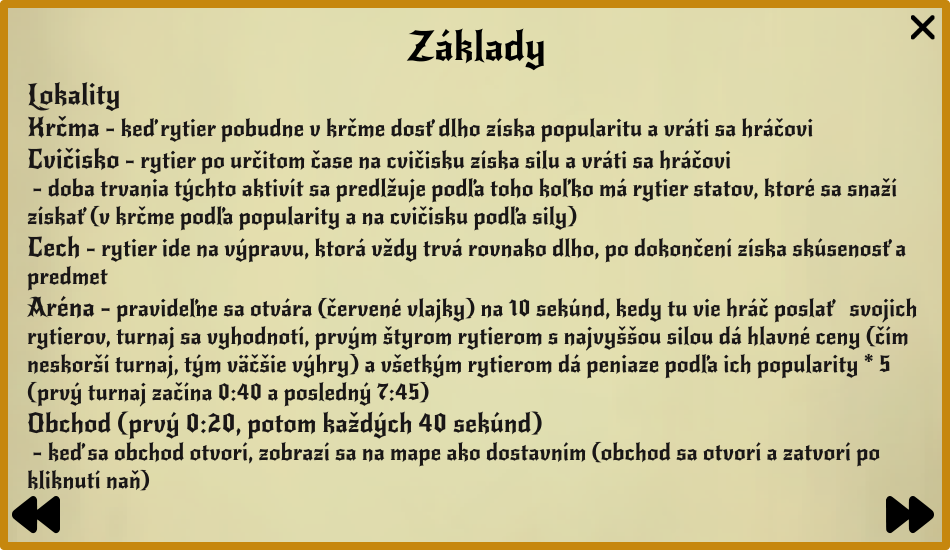 Základy
Lokality
Krčma - keď rytier pobudne v krčme dosť dlho získa popularitu a vráti sa hráčovi
Cvičisko - rytier po určitom čase na cvičisku získa silu a vráti sa hráčovi
- doba trvania týchto aktivít sa predlžuje podľa toho koľko má rytier statov, ktoré sa snaží
získať (v krčme podľa popularity a na cvičisku podľa sily)
Cech - rytier ide na výpravu, ktorá vždy trvá rovnako dlho, po dokončení získa skúsenosť a
predmet
Aréna - pravideľne sa otvára (červené vlajky) na 10 sekúnd, kedy tu vie hráč poslať svojich
rytierov, turnaj sa vyhodnotí, prvým štyrom rytierom s najvyššou silou dá hlavné ceny (čím
neskorší turnaj, tým väčšie výhry) a všetkým rytierom dá peniaze podľa ich popularity * 5
(prvý turnaj začína 0:40 a posledný 7:45)
Obchod (prvý 0:20, potom každých 40 sekúnd)
- keď sa obchod otvorí, zobrazí sa na mape ako dostavním (obchod sa otvorí a zatvorí po
kliknutí naň)